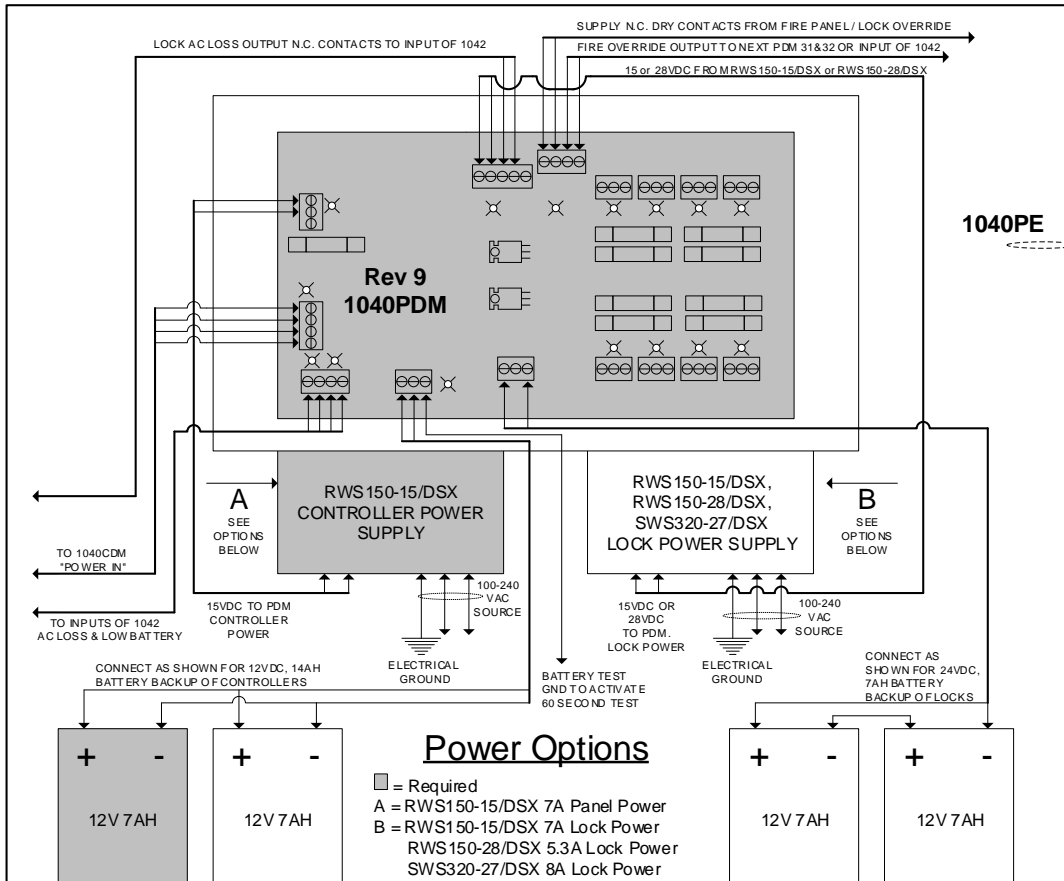 SUPPLY N.C. DRY CONTACTS FROM FIRE PANEL / LOCK OVERRIDE
LOCK AC LOSS OUTPUT N.C. CONTACTS TO INPUT OF 1042
FIRE OVERRIDE OUTPUT TO NEXT PDM 31&32 OR INPUT OF 1042
15 or 28VDC FROM RWS150-15/DSX or RWS150-28/DSX
1040PE
Rev 9
1040PDM
A
SEE
OPTIONS
BELOW
RWS150-15/DSX
CONTROLLER POWER
SUPPLY
RWS150-15/DSX,
RWS150-28/DSX,
SWS320-27/DSX
LOCK POWER SUPPLY
B
SEE
OPTIONS
BELOW
TO 1040CDM
"POWER IN"
TO INPUTS OF 1042
AC LOSS & LOW BATTERY
15VDC TO PDM
CONTROLLER
POWER
100-240
VAC
SOURCE
ELECTRICAL
GROUND
BATTERY TEST
GND TO ACTIVATE
60 SECOND TEST
15VDC OR
28VDC
TO PDM.
LOCK POWER
100-240
VAC
SOURCE
ELECTRICAL
GROUND
CONNECT AS SHOWN FOR 12VDC, 14AH
BATTERY BACKUP OF CONTROLLERS
CONNECT AS
SHOWN FOR 24VDC,
7AH BATTERY
BACKUP OF LOCKS
+ -
12V 7AH
+ -
12V 7AH
Power Options
= Required
A = RWS150-15/DSX 7A Panel Power
B = RWS150-15/DSX 7A Lock Power
RWS150-28/DSX 5.3A Lock Power
SWS320-27/DSX 8A Lock Power
+ -
12V 7AH
+ -
12V 7AH